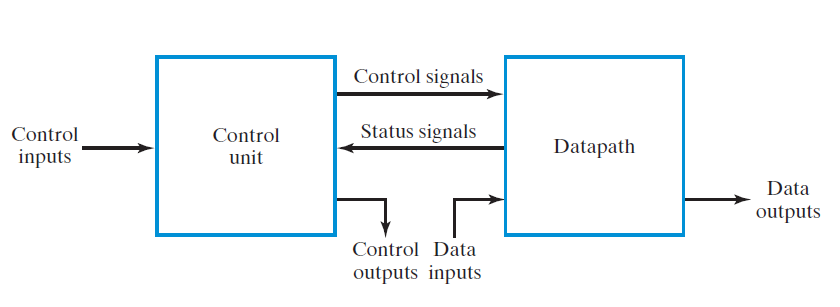 Control signals
Control
inputs
Control
unit
Status signals
Datapath
Data
outputs
Control
outputs
Data
inputs